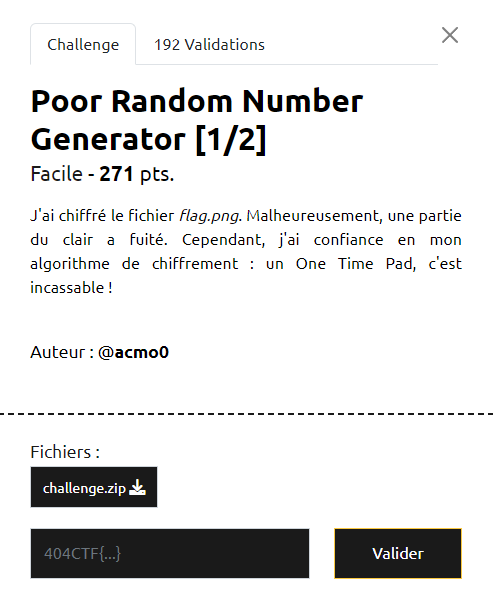 Challenge
192 Validations
Poor Random Number
Generator [1/2]
Facile - 271 pts.
J'ai chiffré le fichier flag.png. Malheureusement, une partie
du clair a fuité. Cependant, j'ai confiance en mon
algorithme de chiffrement : un One Time Pad, c'est
incassable !
Auteur : @acmo0
Fichiers :
challenge.zip
404CTF{...}
Valider